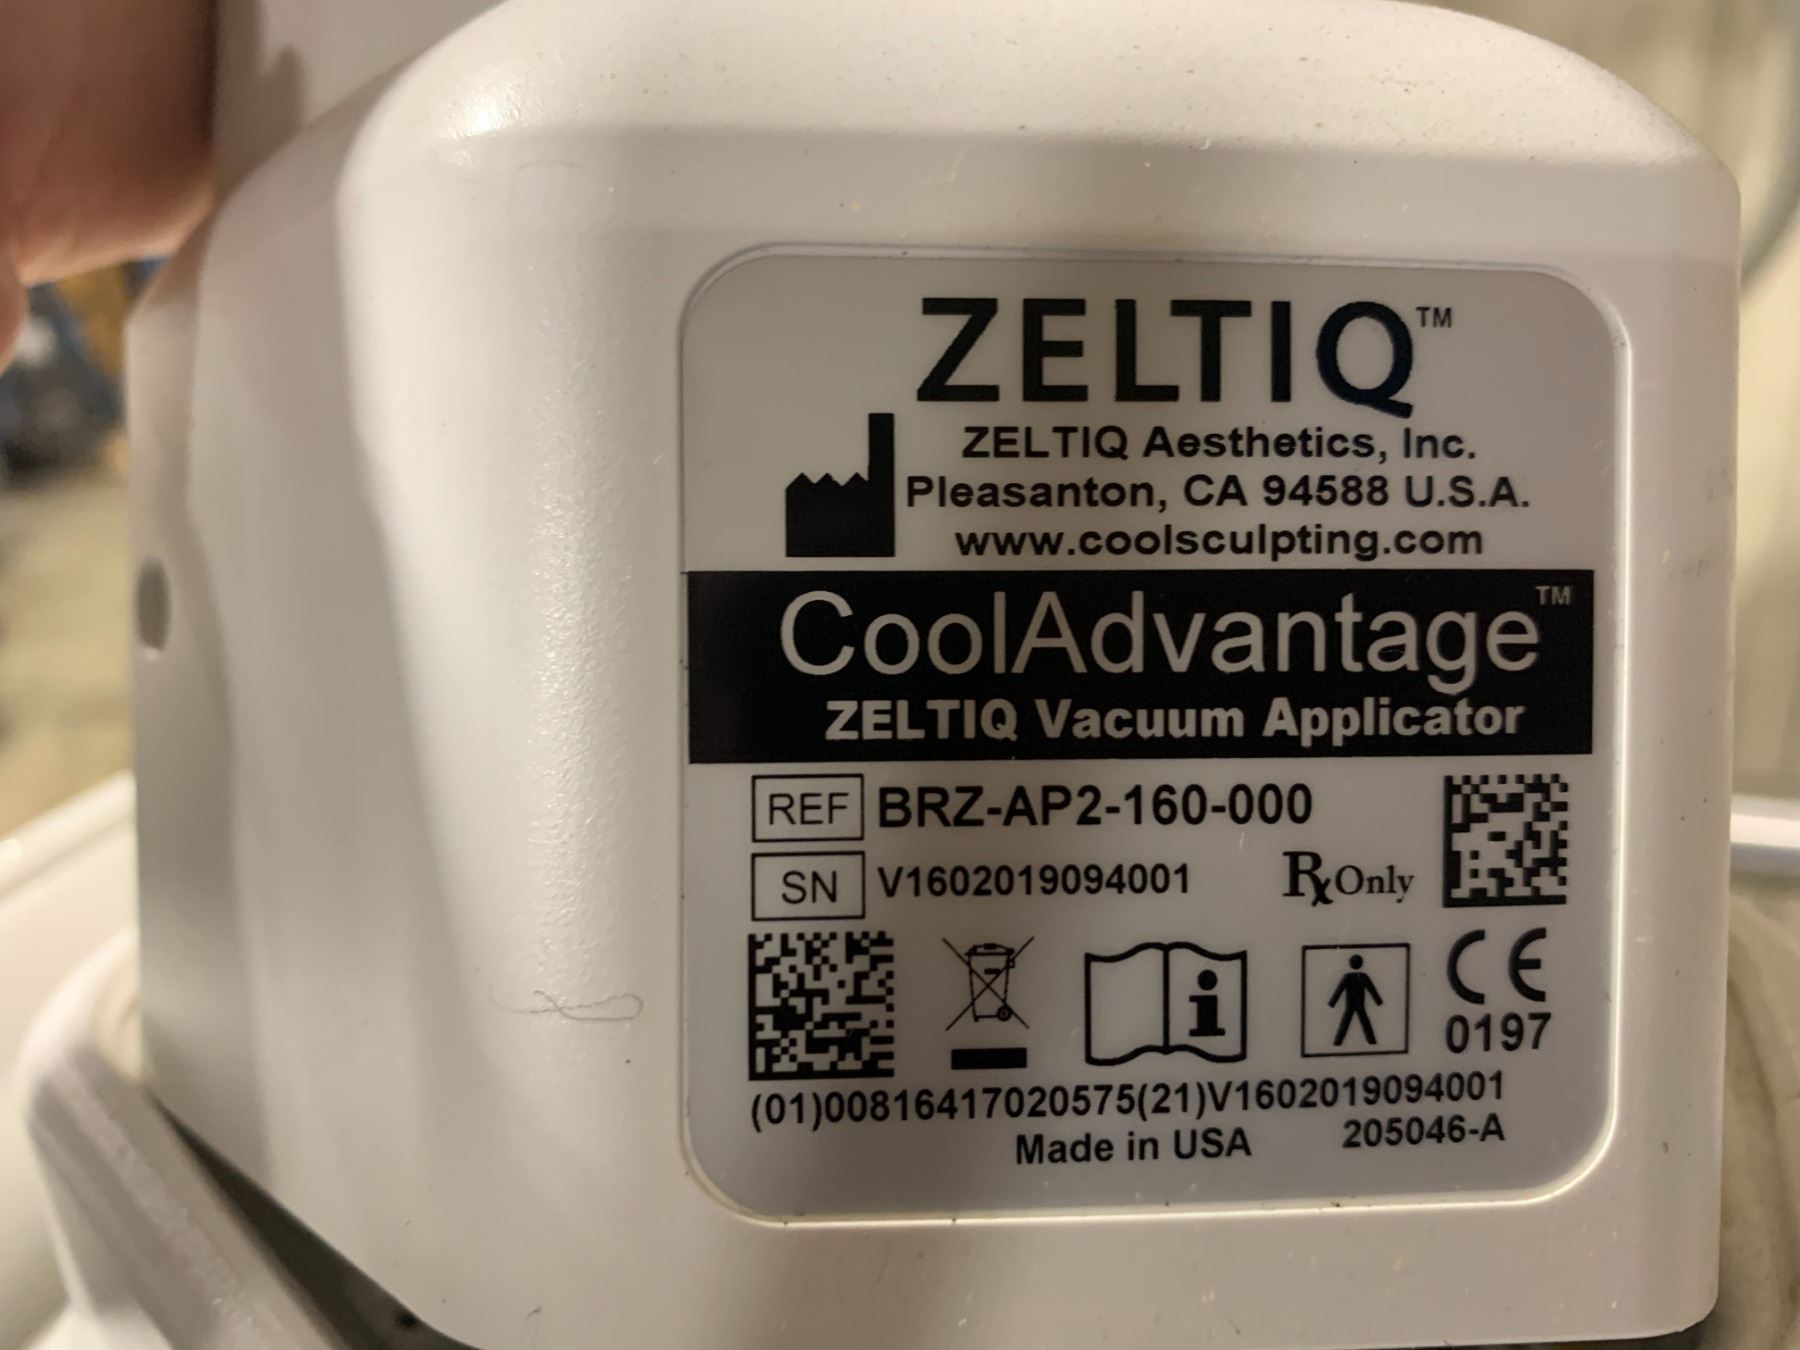 ZELTIQ™
ZELTIQ Aesthetics, Inc.
Pleasanton, CA 94588 U.S.A.
www.coolsculpting.com
CoolAdvantage™
ZELTIQ Vacuum Applicator
REF BRZ-AP2-160-000
SN V1602019094001 Rx Only
CE
0197
(01)00816417020575(21)V1602019094001
Made in USA 205046-A